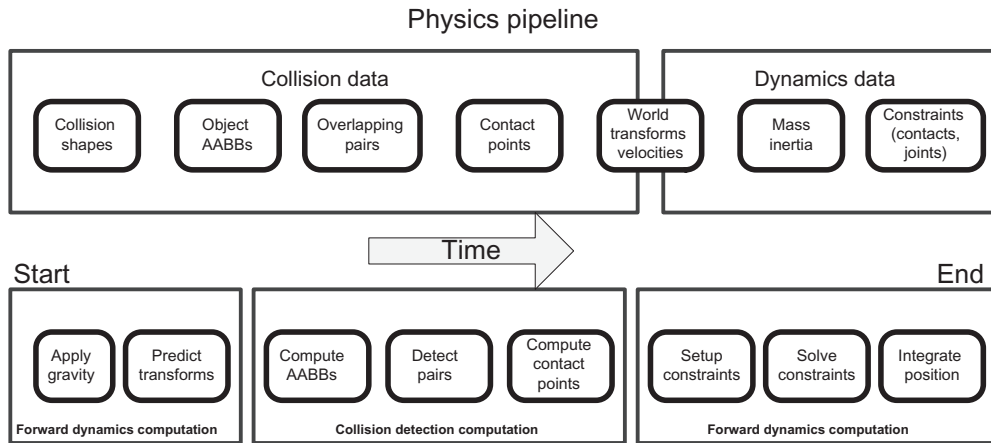 Physics pipeline
Collision data
Dynamics data
Collision
shapes
Object
AABBs
Overlapping
pairs
Contact
points
World
transforms
velocities
Mass
inertia
Constraints
(contacts,
joints)
Time
Start
End
Apply
gravity
Predict
transforms
Compute
AABBs
Detect
pairs
Compute
contact
points
Setup
constraints
Solve
constraints
Integrate
position
Forward dynamics computation
Collision detection computation
Forward dynamics computation